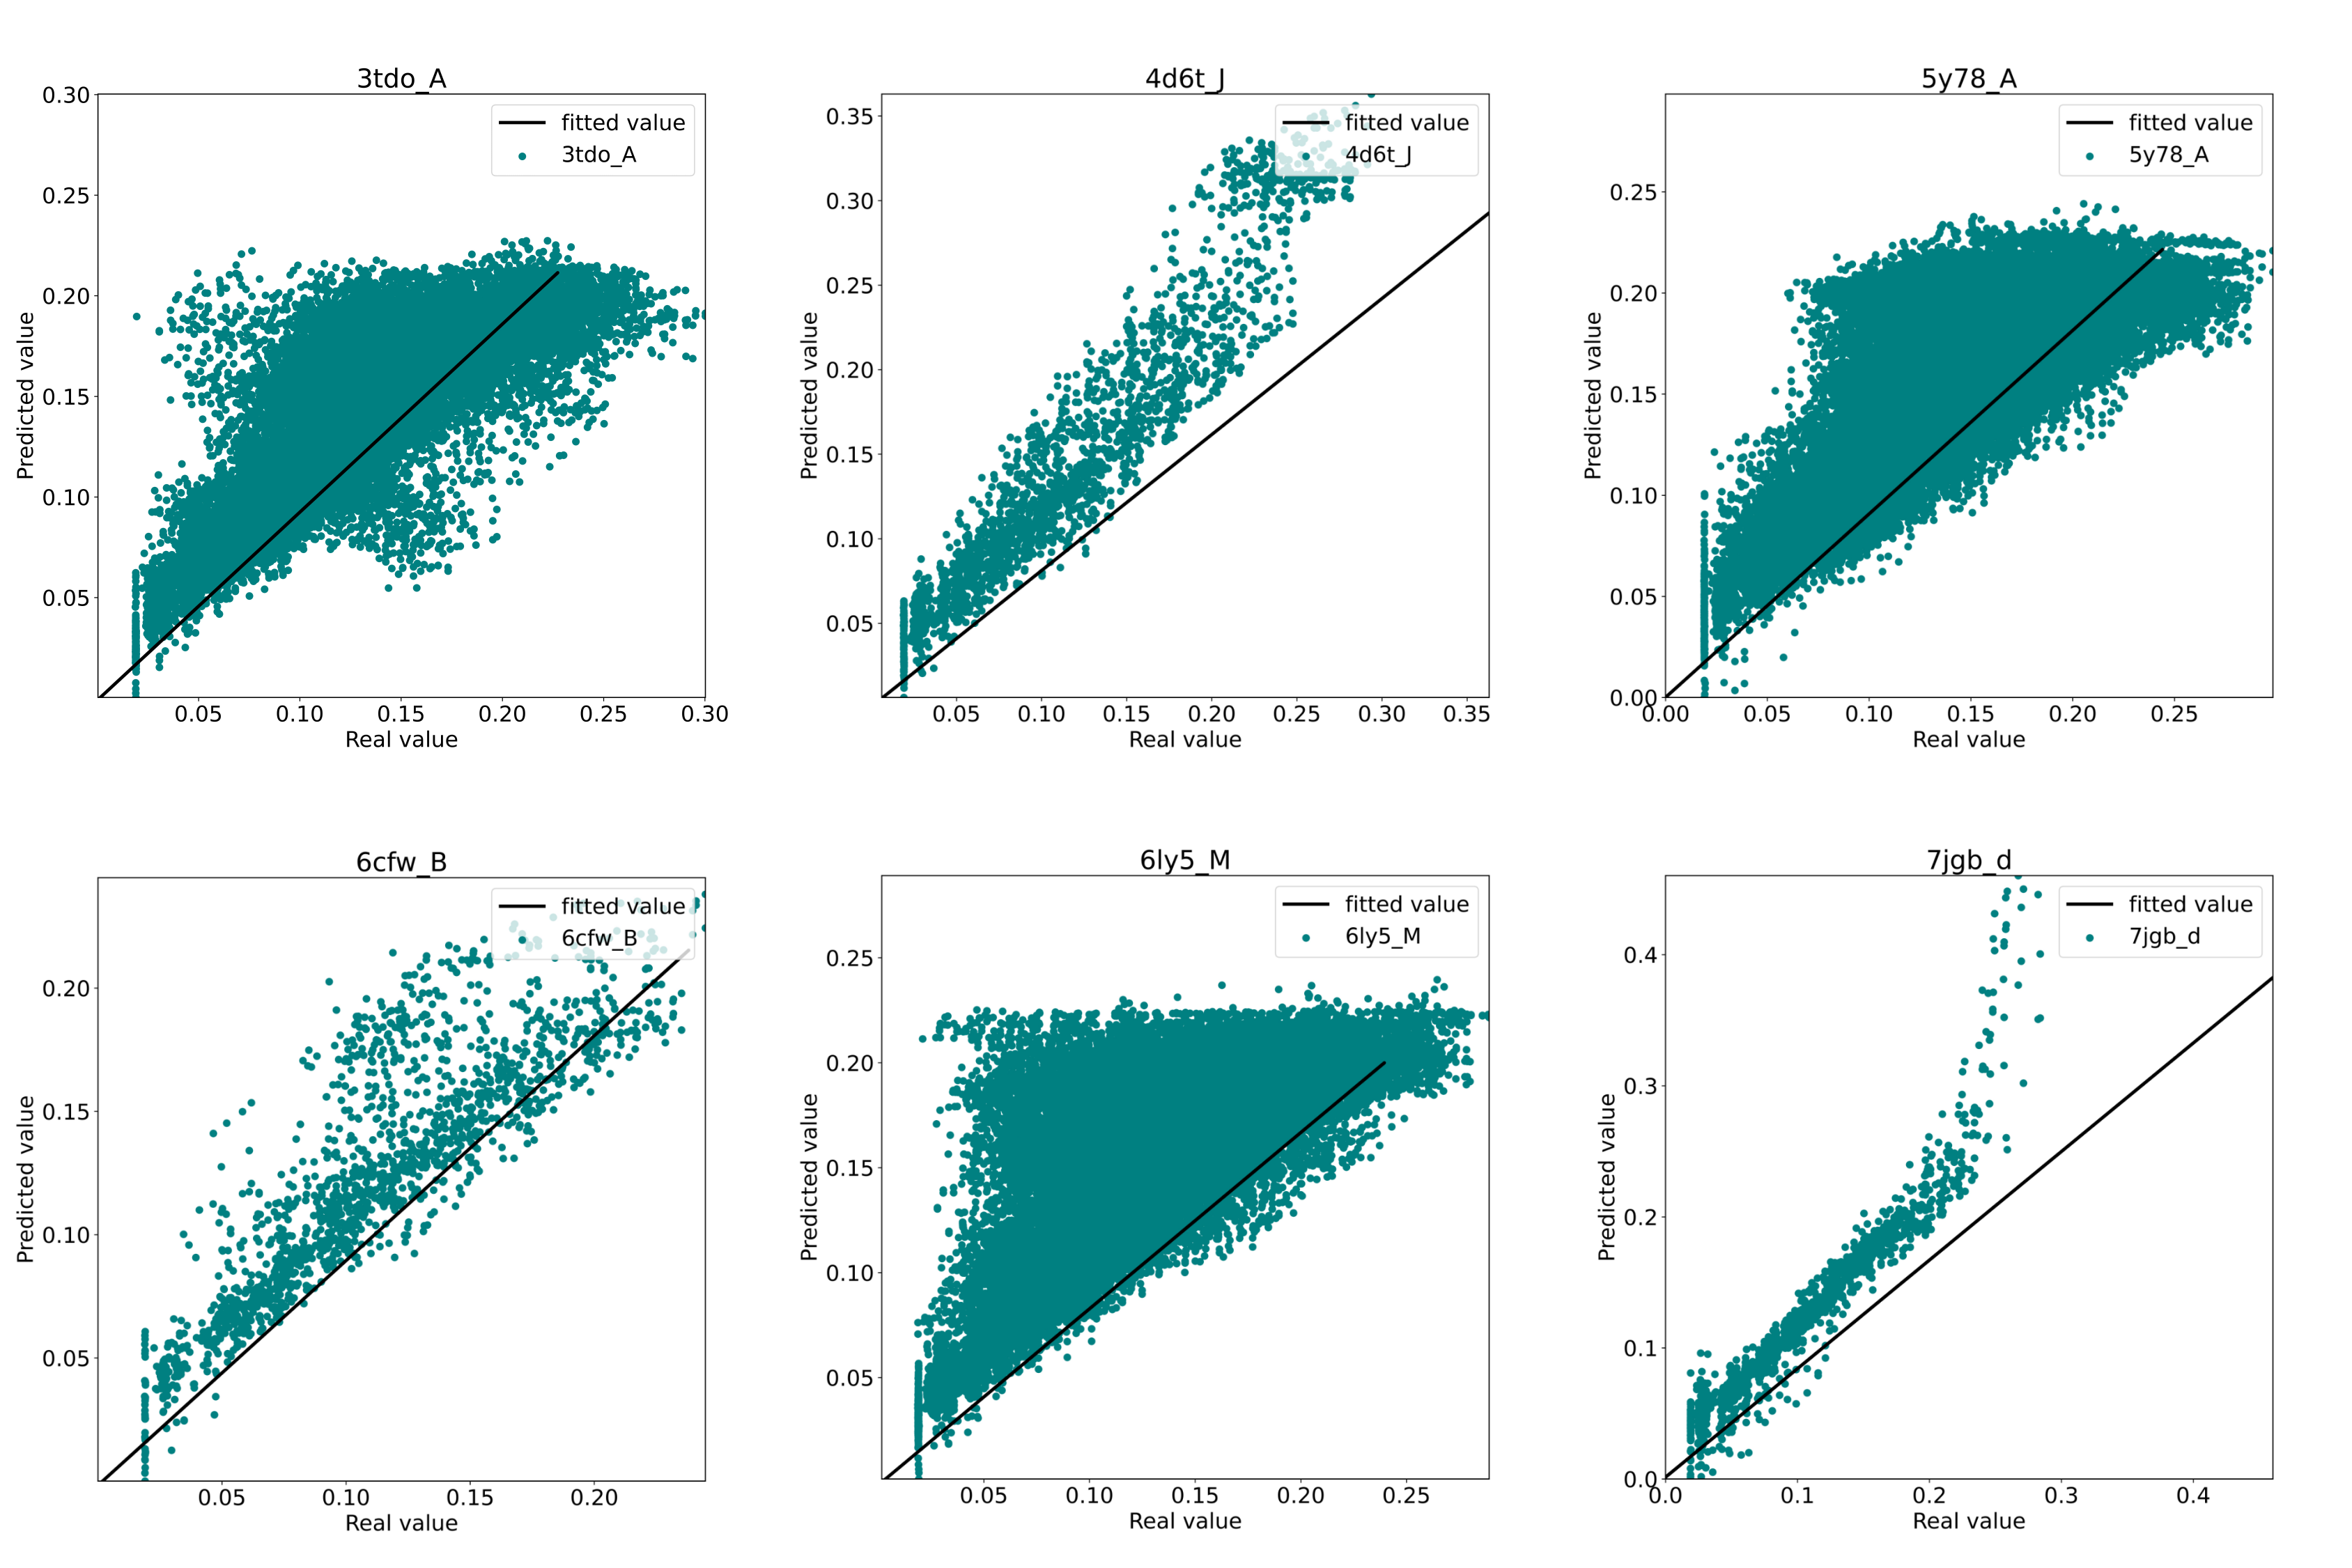 3tdo_A
0.30
0.25
0.20
0.15
0.10
0.05
Predicted value
fitted value
3tdo_A
0.05 0.10 0.15 0.20 0.25 0.30
Real value
4d6t_J
0.35
0.30
0.25
0.20
0.15
0.10
0.05
Predicted value
fitted value
4d6t_J
0.05 0.10 0.15 0.20 0.25 0.30 0.35
Real value
5y78_A
0.25
0.20
0.15
0.10
0.05
0.00
Predicted value
fitted value
5y78_A
0.00 0.05 0.10 0.15 0.20 0.25
Real value
6cfw_B
0.20
0.15
0.10
0.05
Predicted value
fitted value
6cfw_B
0.05 0.10 0.15 0.20
Real value
6ly5_M
0.25
0.20
0.15
0.10
0.05
Predicted value
fitted value
6ly5_M
0.05 0.10 0.15 0.20 0.25
Real value
7jgb_d
0.4
0.3
0.2
0.1
0.0
Predicted value
fitted value
7jgb_d
0.0 0.1 0.2 0.3 0.4
Real value